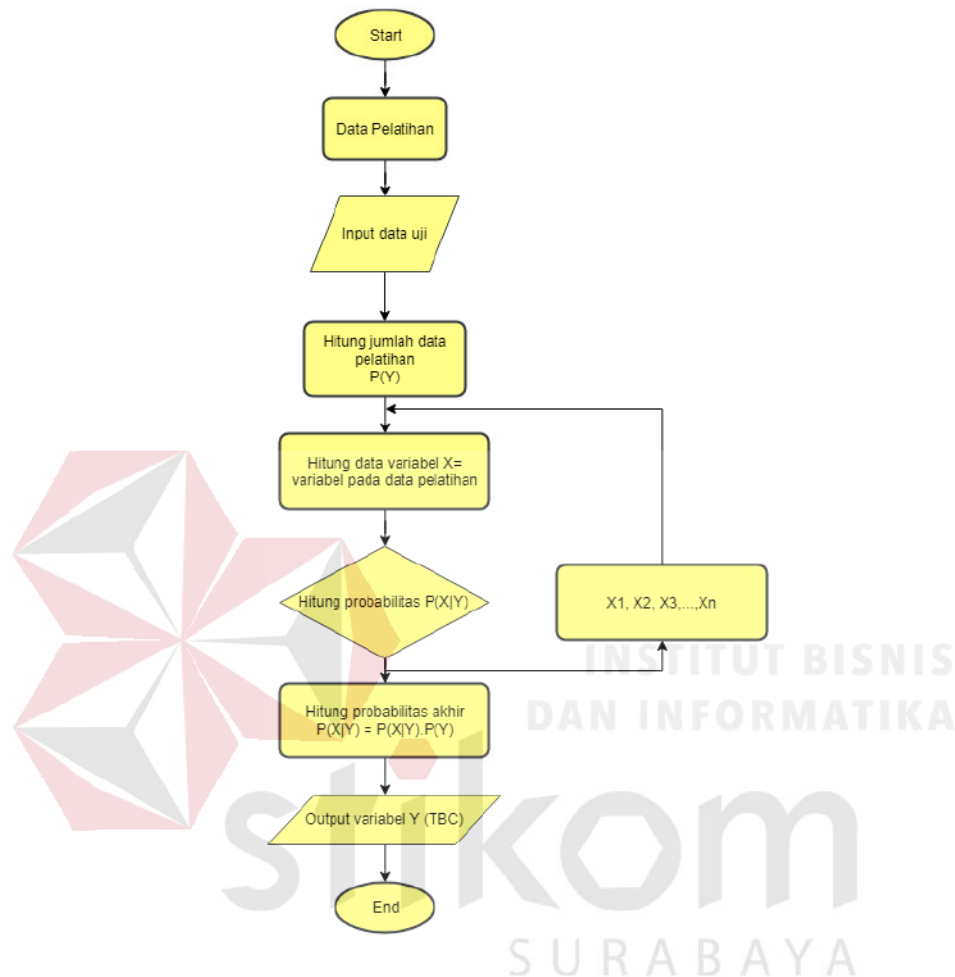 Start
Data Pelatihan
Input data uji
Hitung jumlah data
pelatihan
P(Y)
Hitung data variabel X=
variabel pada data pelatihan
Hitung probabilitas P(X|Y)
X1, X2, X3,...,Xn
INSTITUT BISNIS
DAN INFORMATIKA
Hitung probabilitas akhir
P(X|Y) = P(X|Y).P(Y)
stikom
Output variabel Y (TBC)
End
SURABAYA